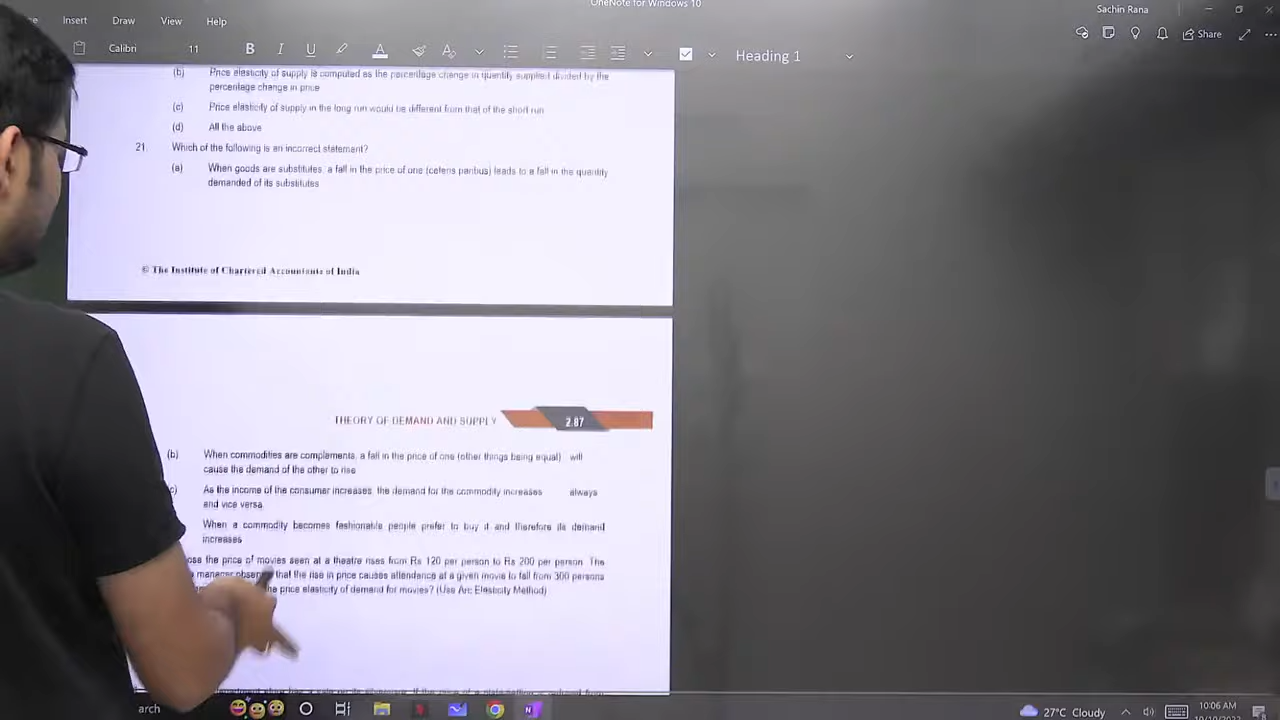 OneNote for Windows 10
Sachin Rana
Insert Draw View Help
Share
Calibri 11 B I U A Heading 1
(b) Price elasticity of supply is computed as the percentage change in quantity supplied divided by the
percentage change in price
(c) Price elasticity of supply in the long run would be different from that of the short run
(d) All the above
21 Which of the following is an incorrect statement?
(a) When goods are substitutes, a fall in the price of one (ceteris paribus) leads to a fall in the quantity
demanded of its substitutes
© The Institute of Chartered Accountants of India
THEORY OF DEMAND AND SUPPLY 2.87
(b) When commodities are complements, a fall in the price of one (other things being equal) will
cause the demand of the other to rise
c) As the income of the consumer increases, the demand for the commodity increases always
and vice versa
When a commodity becomes fashionable people prefer to buy it and therefore its demand
increases
ose the price of movies seen at a theatre rises from Rs 120 per person to Rs 200 per person. The
manager observes that the rise in price causes attendance at a given movie to fall from 300 persons
the price elasticity of demand for movies? (Use Arc Elasticity Method)
arch
27°C Cloudy
10:06 AM